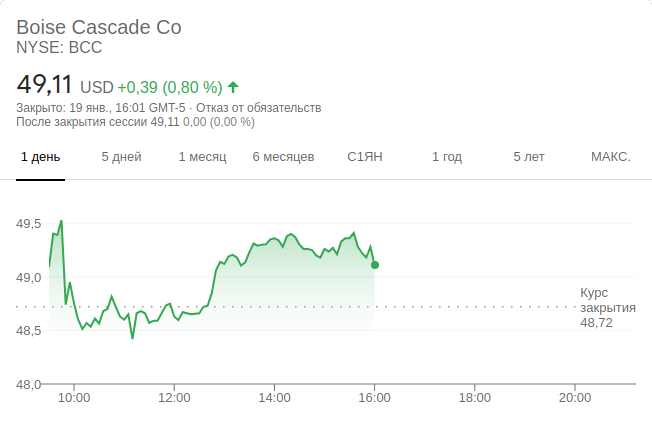 Boise Cascade Co
NYSE: BCC
49,11 USD +0,39 (0,80 %)
Закрыто: 19 янв., 16:01 GMT-5 · Отказ от обязательств
После закрытия сессии 49,11 0,00 (0,00 %)
1 день 5 дней 1 месяц 6 месяцев С1ЯН 1 год 5 лет МАКС.
49,5
49,0
Курс
закрытия
48,72
48,5
48,0
10:00 12:00 14:00 16:00 18:00 20:00